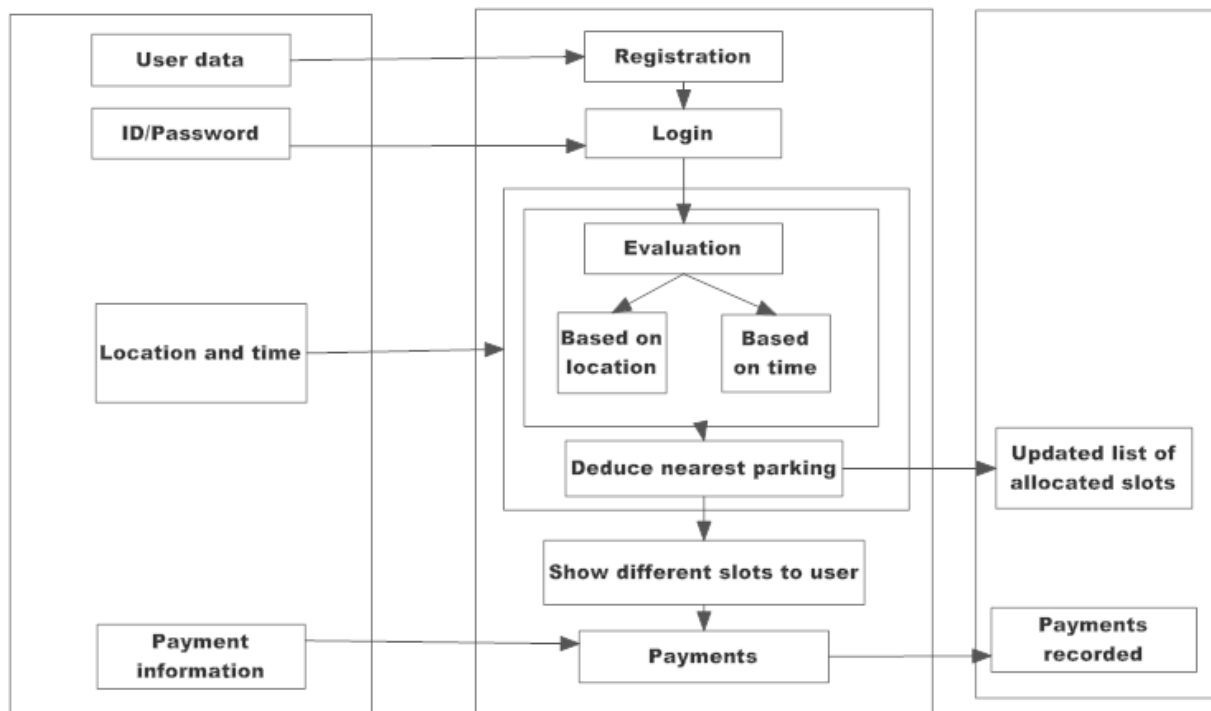 User data
Registration
ID/Password
Login
Evaluation
Location and time
Based on
location
Based
on time
Deduce nearest parking
Updated list of
allocated slots
Show different slots to user
Payment
information
Payments
Payments
recorded